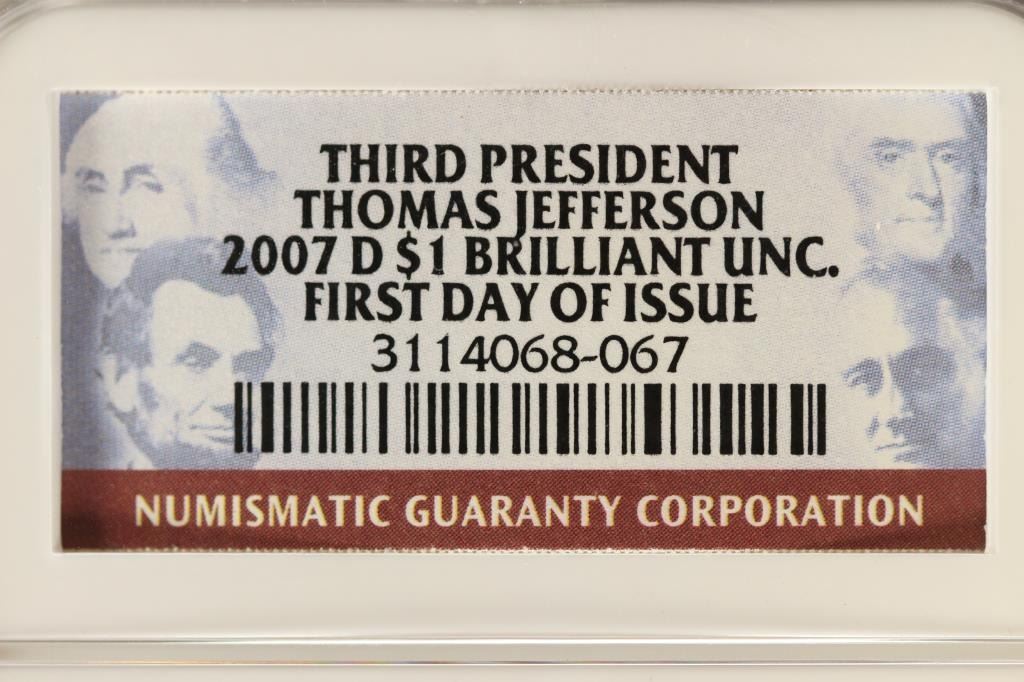 THIRD PRESIDENT
THOMAS JEFFERSON
2007 D $1 BRILLIANT UNC.
FIRST DAY OF ISSUE
3114068-067
NUMISMATIC GUARANTY CORPORATION